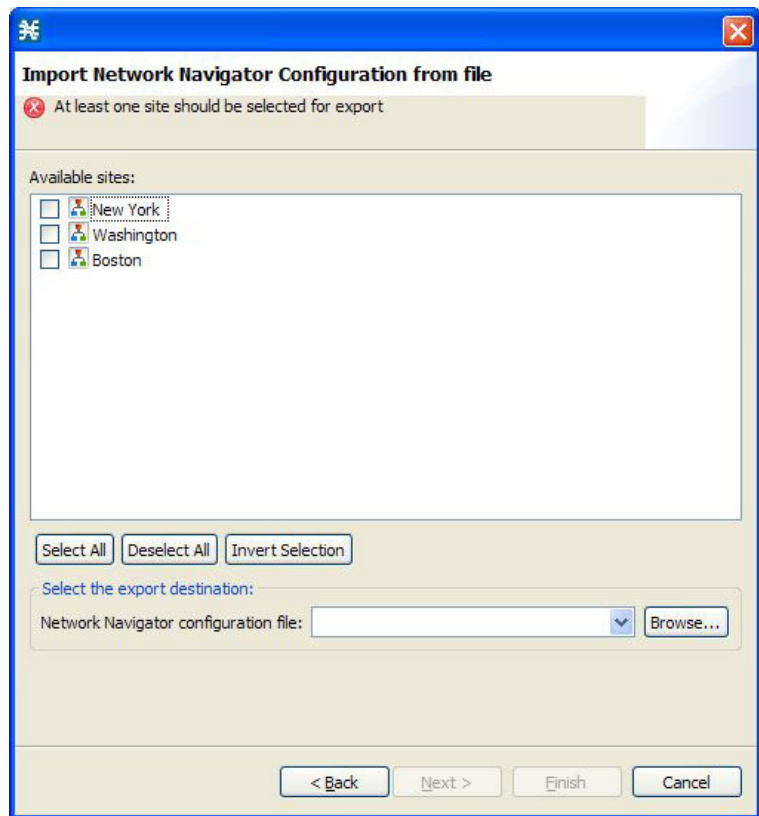 Import Network Navigator Configuration from file
At least one site should be selected for export
Available sites:
New York
Washington
Boston
Select All Deselect All Invert Selection
Select the export destination:
Network Navigator configuration file: Browse...
< Back Next > Finish Cancel